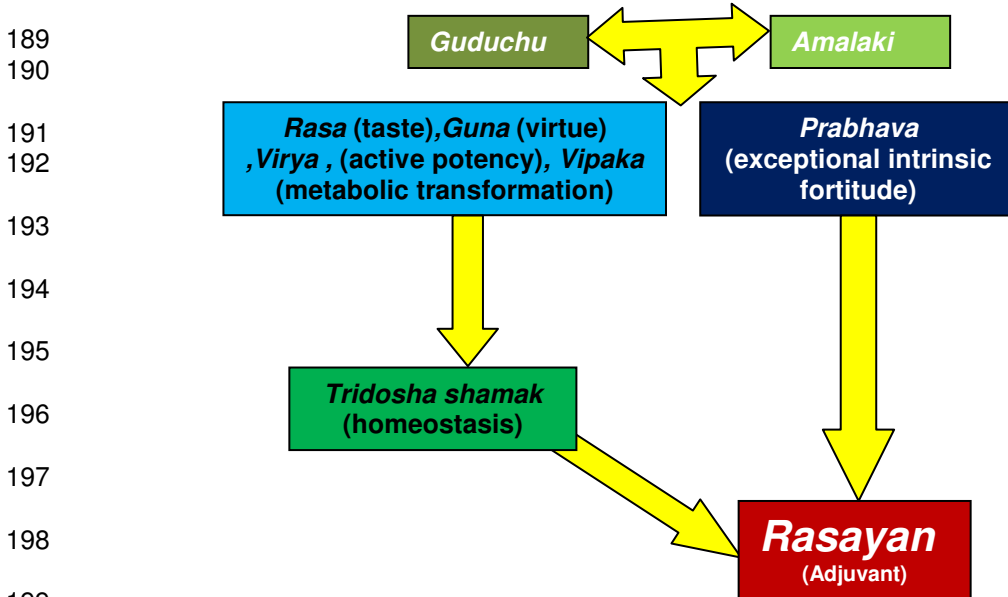 189
Guduchu
Amalaki
190
191
Rasa (taste),Guna (virtue)
,Virya , (active potency), Vipaka
(metabolic transformation)
Prabhava
(exceptional intrinsic
fortitude)
192
193
194
195
Tridosha shamak
(homeostasis)
196
197
198
Rasayan
(Adjuvant)